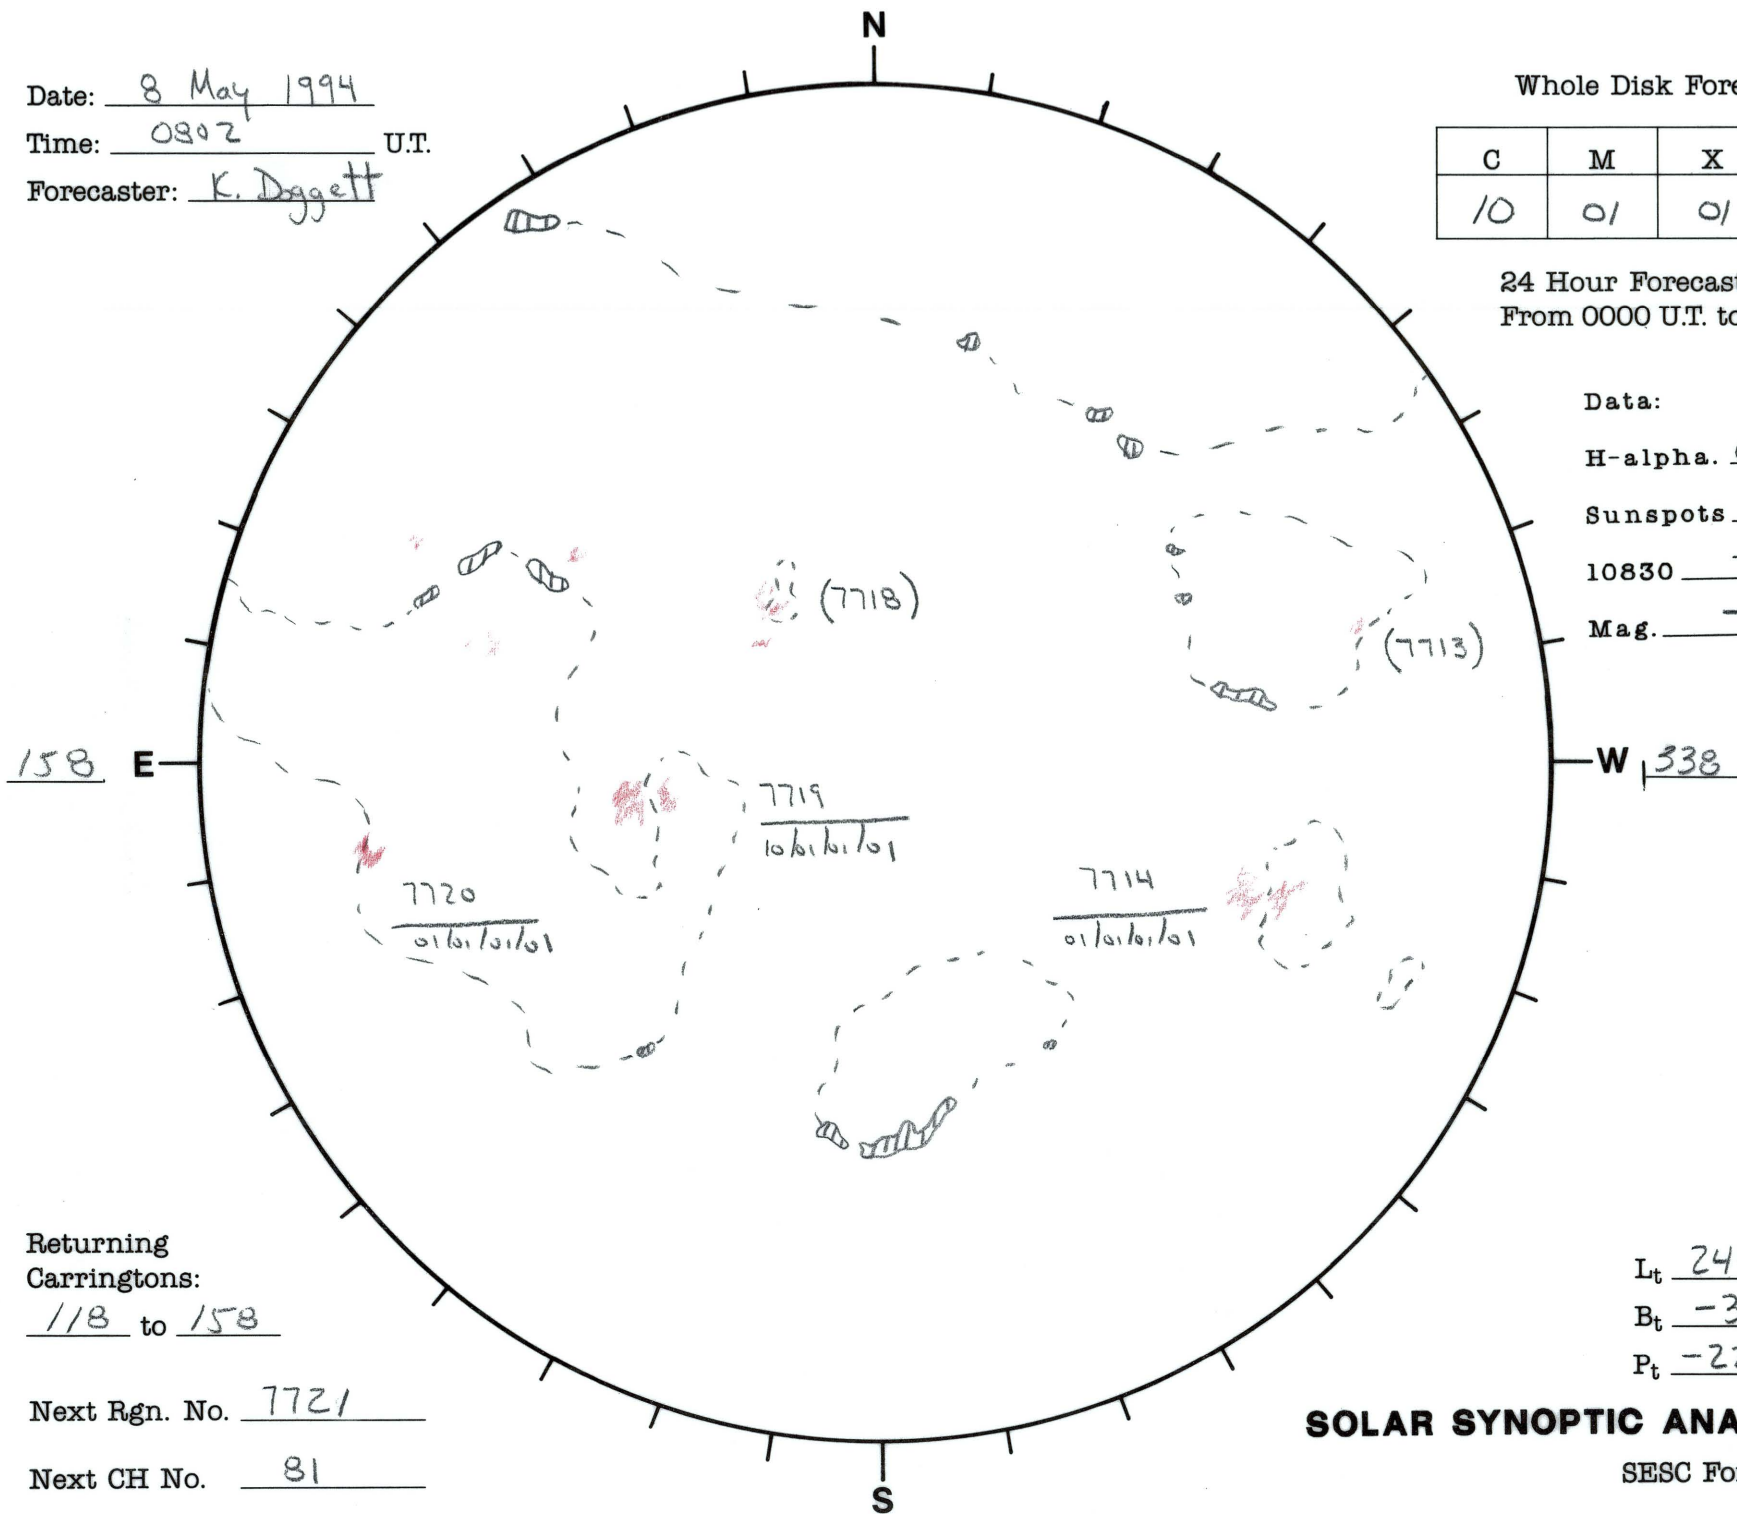 N
Date: 8 May 1994
Time: 0802 U.T.
Forecaster: K. Doggett
Whole Disk Fore
C M X
10 01 01
24 Hour Forecast
From 0000 U.T. to
Data:
H-alpha.
Sunspots
10830
Mag.
(7718)
(7713)
158 E
W 338
7719
10/01/01/01
7720
01/01/01/01
7714
01/01/01/01
Returning
Carringtons:
118 to 158
Next Rgn. No. 7721
Next CH No. 81
Lt 24
Bt -3
Pt -22
SOLAR SYNOPTIC ANA
SESC Fo
S